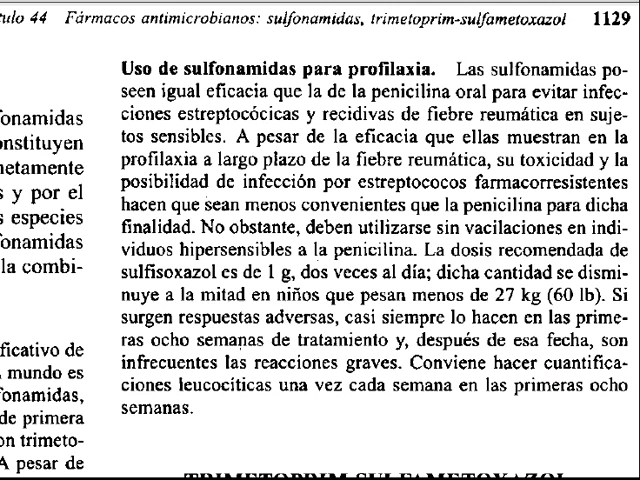 tulo 44 Fármacos antimicrobianos: sulfonamidas, trimetoprim-sulfametoxazol 1129
fonamidas
onstituyen
netamente
s y por el
s especies
fonamidas
la combi-
ficativo de
mundo es
fonamidas,
de primera
on trimeto-
A pesar de
Uso de sulfonamidas para profilaxia. Las sulfonamidas po-
seen igual eficacia que la de la penicilina oral para evitar infec-
ciones estreptocócicas y recidivas de fiebre reumática en suje-
tos sensibles. A pesar de la eficacia que ellas muestran en la
profilaxia a largo plazo de la fiebre reumática, su toxicidad y la
posibilidad de infección por estreptococos farmacorresistentes
hacen que sean menos convenientes que la penicilina para dicha
finalidad. No obstante, deben utilizarse sin vacilaciones en indi-
viduos hipersensibles a la penicilina. La dosis recomendada de
sulfisoxazol es de 1 g, dos veces al día; dicha cantidad se dismi-
nuye a la mitad en niños que pesan menos de 27 kg (60 lb). Si
surgen respuestas adversas, casi siempre lo hacen en las prime-
ras ocho semanas de tratamiento y, después de esa fecha, son
infrecuentes las reacciones graves. Conviene hacer cuantifica-
ciones leucocíticas una vez cada semana en las primeras ocho
semanas.
TRIMETOPRIM-SULFAMETOXAZOL